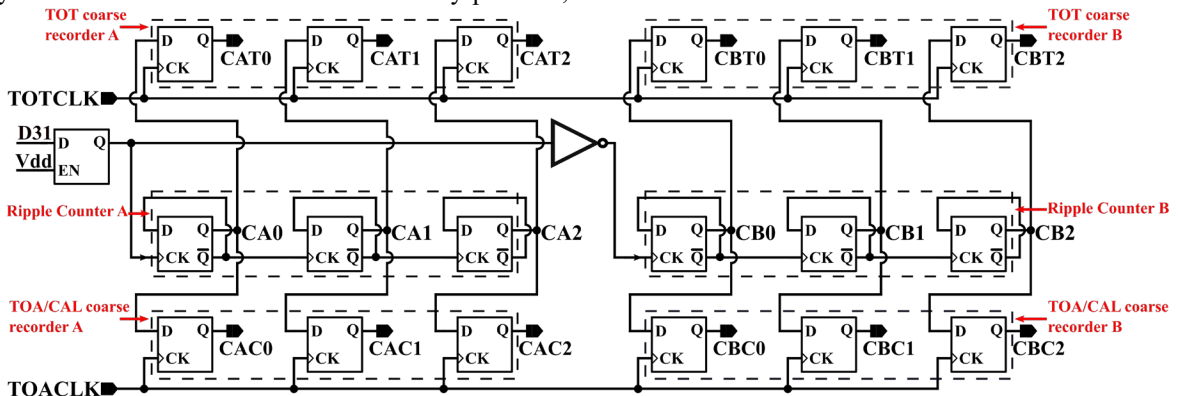 TOT coarse
recorder A
D Q
CK
CAT0
D Q
CK
CAT1
D Q
CK
CAT2
D Q
CK
CBT0
D Q
CK
CBT1
D Q
CK
CBT2
TOT coarse
recorder B
TOTCLK
D31
Vdd
D Q
EN
Ripple Counter A
D Q
CK Q
CA0
D Q
CK Q
CA1
D Q
CK Q
CA2
D Q
CK Q
CB0
D Q
CK Q
CB1
D Q
CK Q
CB2
Ripple Counter B
TOA/CAL coarse
recorder A
D Q
CK
CAC0
D Q
CK
CAC1
D Q
CK
CAC2
D Q
CK
CBC0
D Q
CK
CBC1
D Q
CK
CBC2
TOA/CAL coarse
recorder B
TOACLK